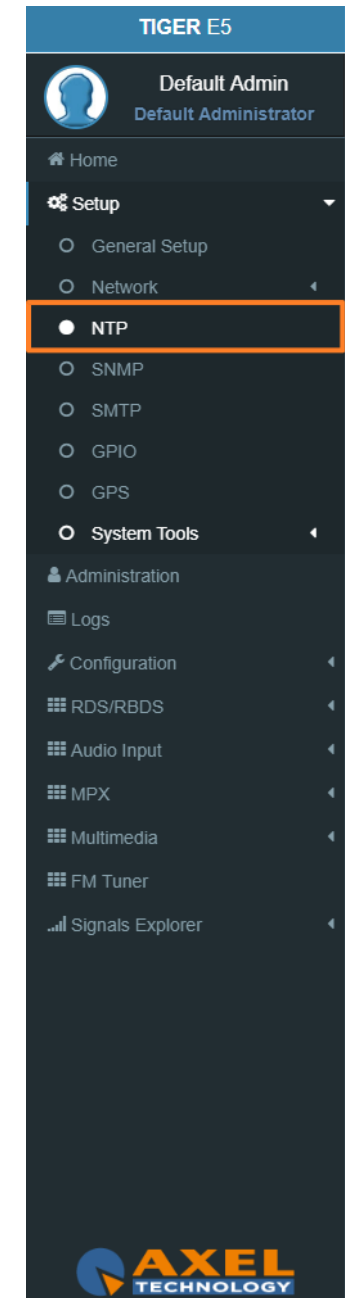 TIGER E5
Default Admin
Default Administrator
Home
Setup
General Setup
Network
NTP
SNMP
SMTP
GPIO
GPS
System Tools
Administration
Logs
Configuration
RDS/RBDS
Audio Input
MPX
Multimedia
FM Tuner
Signals Explorer
AXEL
TECHNOLOGY